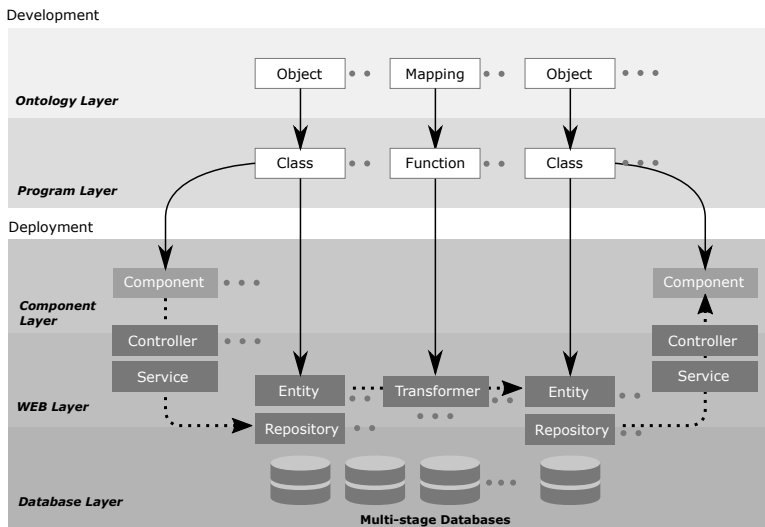 Development
Object
Mapping
Object
Ontology Layer
Class
Function
Class
Program Layer
Deployment
Component
Component
Component
Layer
Controller
Controller
Service
Service
Entity
Transformer
Entity
WEB Layer
Repository
Repository
Database Layer
Multi-stage Databases